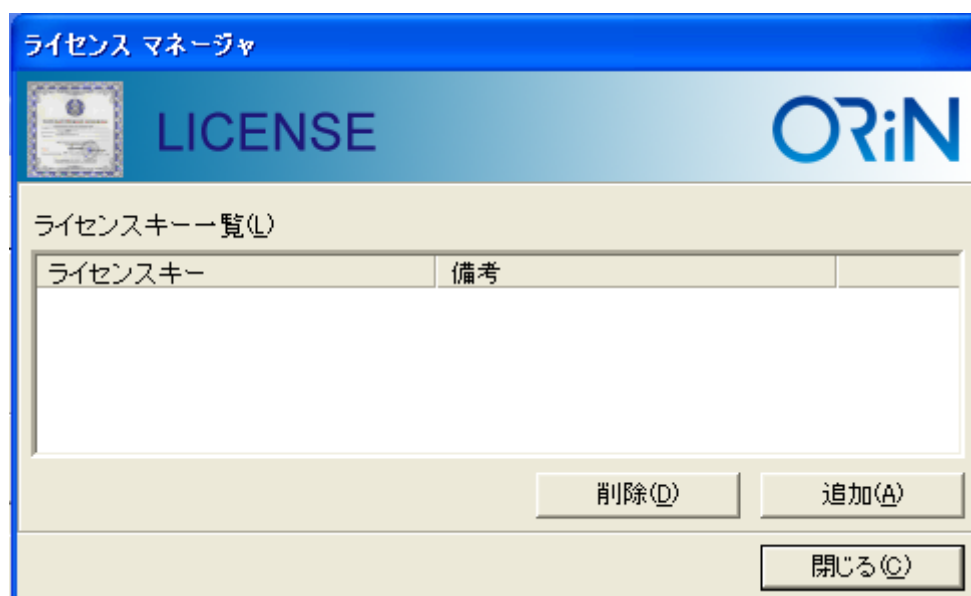 ライセンス マネージャ
LICENSE
ORiN
ライセンスキー一覧(L)
ライセンスキー 備考
削除(D) 追加(A)
閉じる(C)